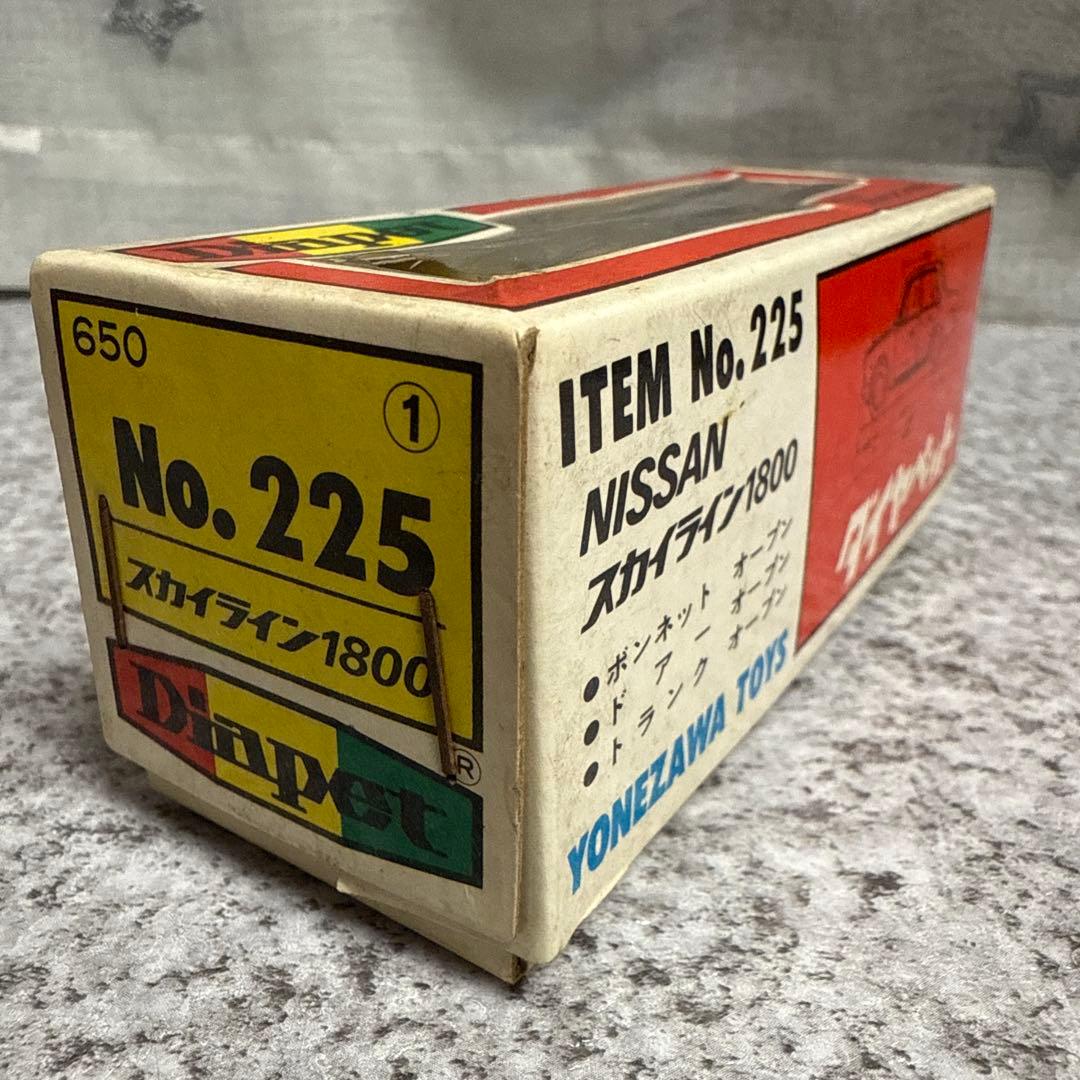 Diapet
650
①
No. 225
スカイライン1800
Diapet
®
ITEM No. 225
NISSAN
スカイライン1800
● ボンネット オープン
● ドアー オープン
● トランク オープン
YONEZAWA TOYS
ダイヤペット